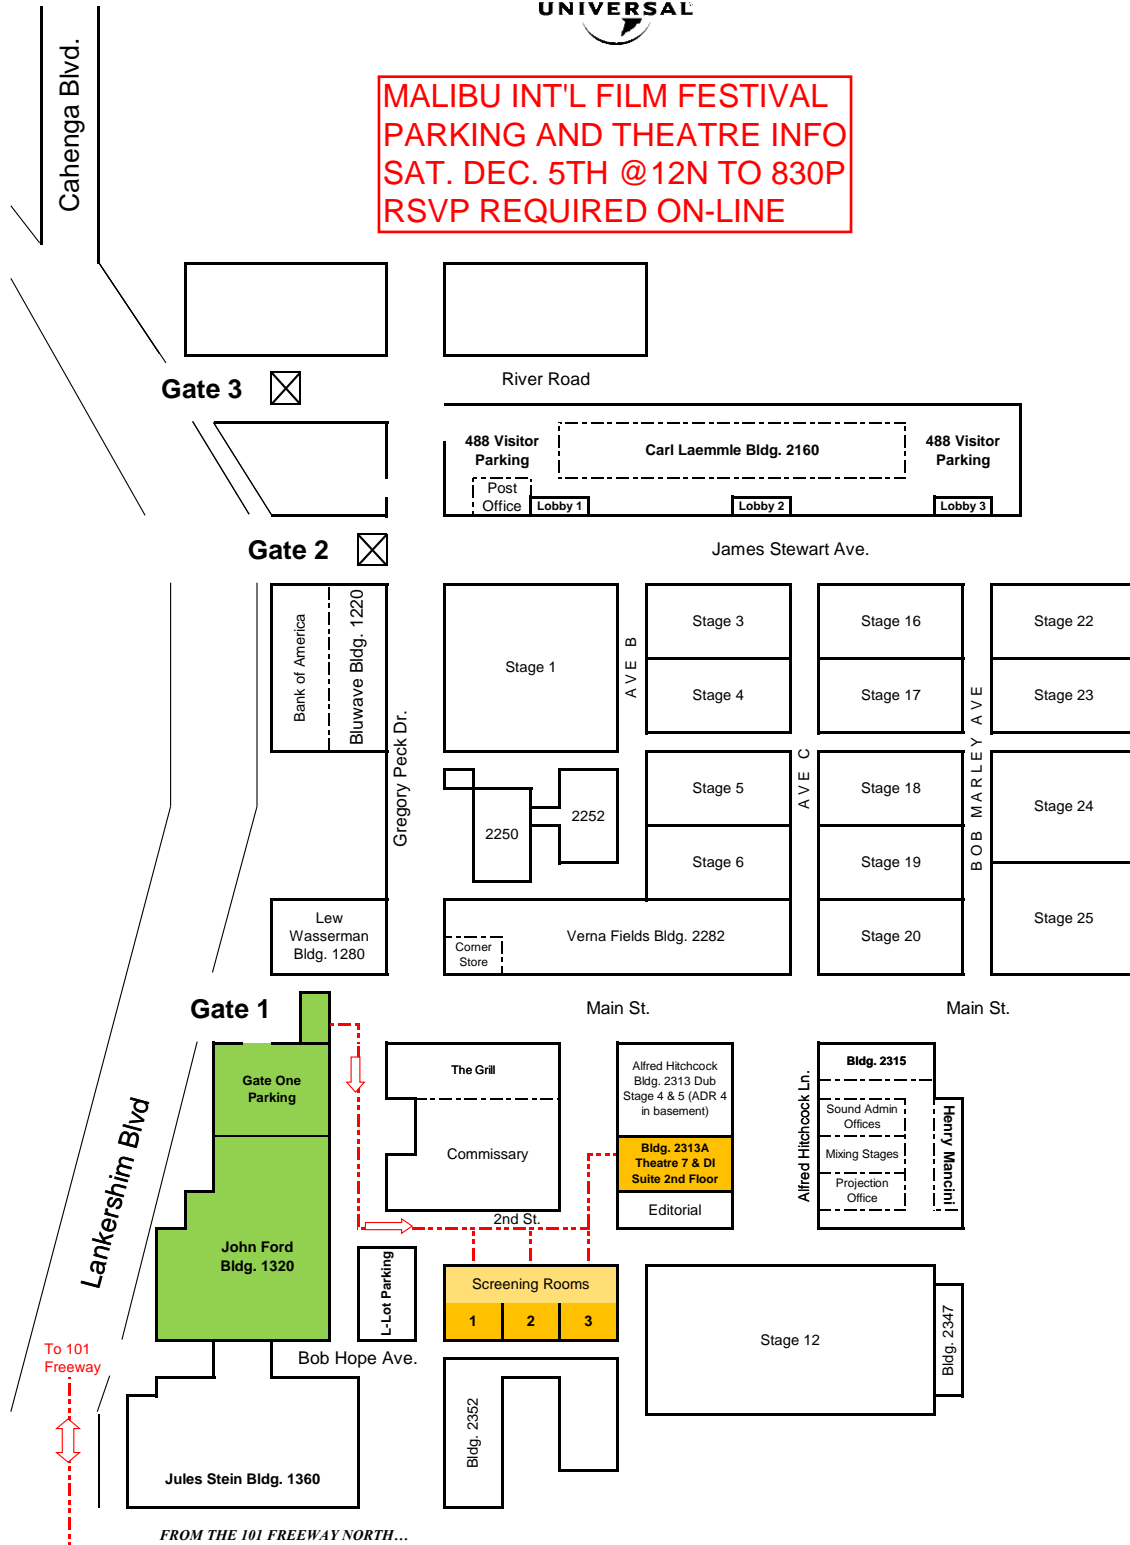 UNIVERSAL
Cahenga Blvd.
MALIBU INT'L FILM FESTIVAL
PARKING AND THEATRE INFO
SAT. DEC. 5TH @12N TO 830P
RSVP REQUIRED ON-LINE
Gate 3
River Road
488 Visitor
Parking
Carl Laemmle Bldg. 2160
488 Visitor
Parking
Post
Office
Lobby 1
Lobby 2
Lobby 3
Gate 2
James Stewart Ave.
Bank of America
Bluwave Bldg. 1220
Gregory Peck Dr.
Stage 1
AVE B
Stage 3
Stage 4
Stage 16
Stage 17
Stage 22
Stage 23
2250
2252
Stage 5
Stage 6
AVE C
Stage 18
Stage 19
BOB MARLEY AVE
Stage 24
Stage 25
Lew
Wasserman
Bldg. 1280
Corner
Store
Verna Fields Bldg. 2282
Stage 20
Gate 1
Main St.
Main St.
Gate One
Parking
The Grill
Commissary
Alfred Hitchcock
Bldg. 2313 Dub
Stage 4 & 5 (ADR 4
in basement)
Bldg. 2313A
Theatre 7 & DI
Suite 2nd Floor
Editorial
Alfred Hitchcock Ln.
Bldg. 2315
Sound Admin
Offices
Mixing Stages
Projection
Office
Henry Mancini
Lankershim Blvd
John Ford
Bldg. 1320
2nd St.
L-Lot Parking
Screening Rooms
1
2
3
Stage 12
Bldg. 2347
To 101
Freeway
Bob Hope Ave.
Bldg. 2352
Jules Stein Bldg. 1360
FROM THE 101 FREEWAY NORTH…